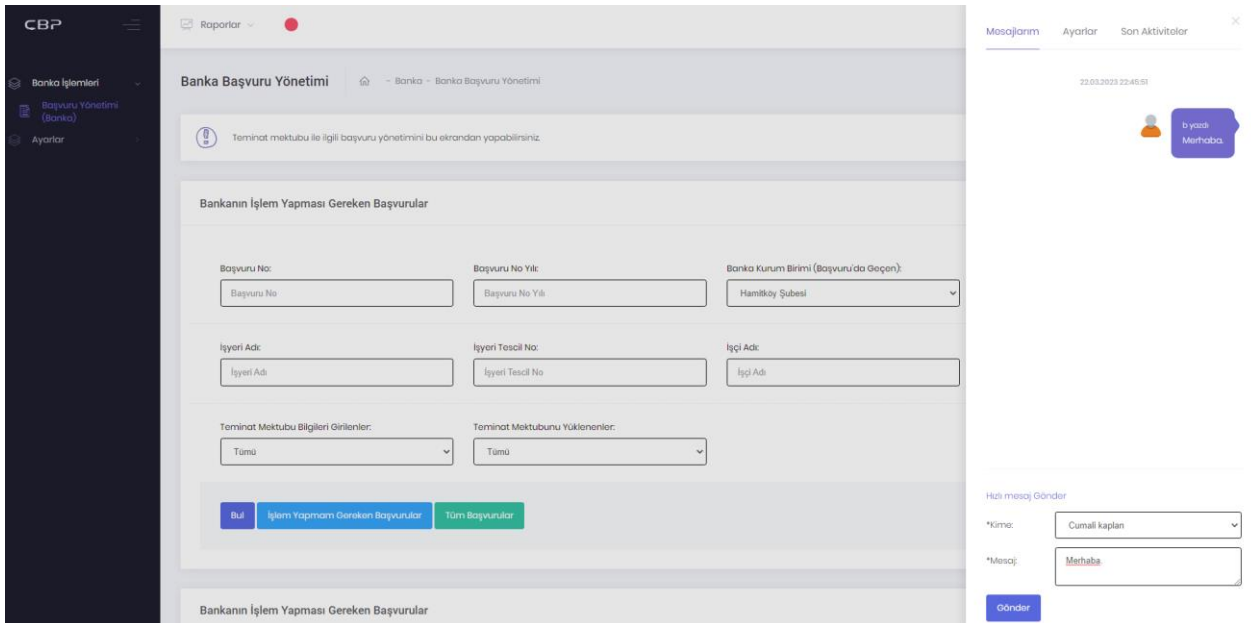 CBP
Raporlar
Mesajlarım Ayarlar Son Aktiviteler
Banka İşlemleri
Başvuru Yönetimi
(Banka)
Ayarlar
Banka Başvuru Yönetimi - Banka - Banka Başvuru Yönetimi
Teminat mektubu ile ilgili başvuru yönetimini bu ekrandan yapabilirsiniz.
Bankanın İşlem Yapması Gereken Başvurular
Başvuru No: Başvuru No Yılı: Banka Kurum Birimi (Başvuru'da Geçen):
Başvuru No Başvuru No Yılı Hamitköy Şubesi
İşyeri Adı: İşyeri Tescil No: İşçi Adı:
İşyeri Adı İşyeri Tescil No İşçi Adı
Teminat Mektubu Bilgileri Girilenler: Teminat Mektubunu Yüklenenler:
Tümü Tümü
Bul İşlem Yapmam Gereken Başvurular Tüm Başvurular
Bankanın İşlem Yapması Gereken Başvurular
22.03.2023 22:45:51
b yazdı
Merhaba.
Hızlı mesaj Gönder
*Kime: Cumali kaplan
*Mesaj: Merhaba.
Gönder